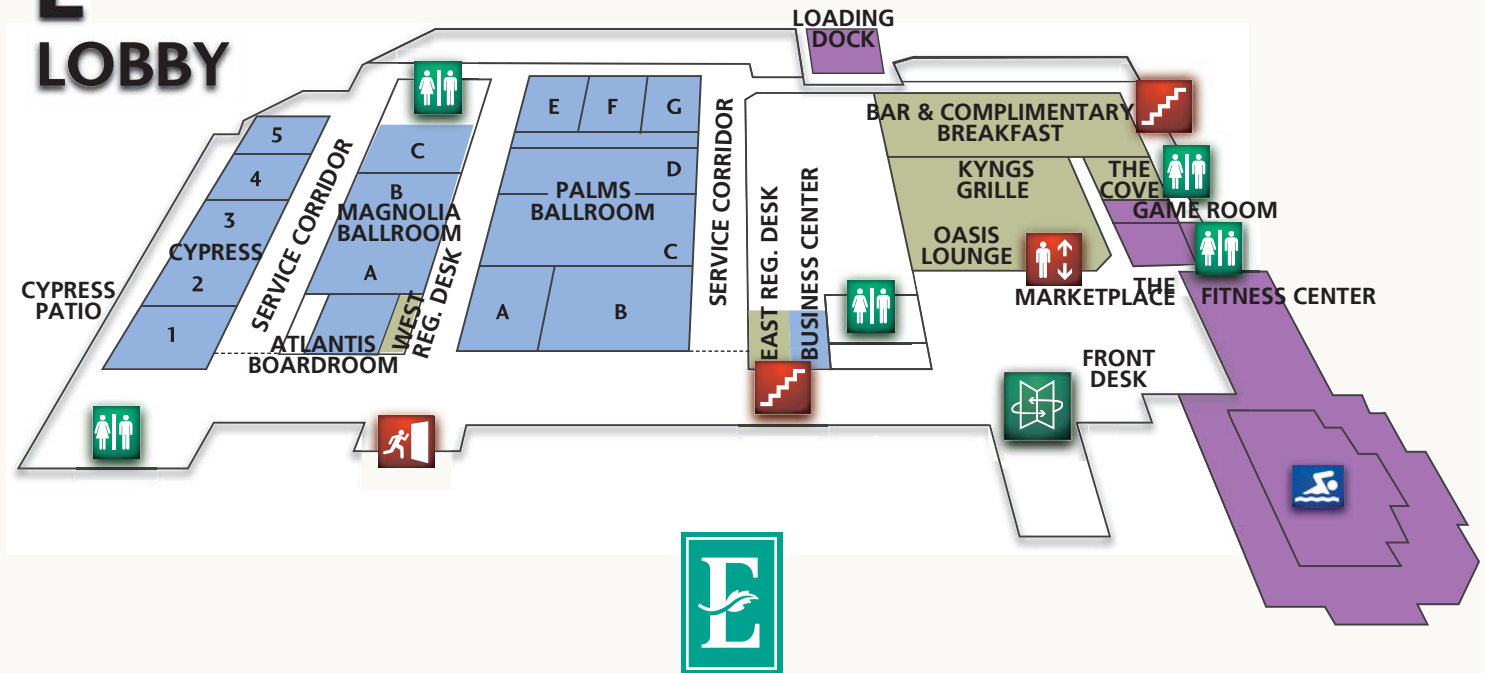 E
LOBBY
LOADING
DOCK
BAR & COMPLIMENTARY
BREAKFAST
KYNGS
GRILLE
THE
COVE
GAME ROOM
OASIS
LOUNGE
MARKETPLACE
THE
FITNESS CENTER
FRONT
DESK
5
4
3
CYPRESS
2
1
CYPRESS
PATIO
SERVICE CORRIDOR
C
B
MAGNOLIA
BALLROOM
A
ATLANTIS
BOARDROOM
WEST
REG. DESK
E
F
G
D
PALMS
BALLROOM
C
A
B
SERVICE CORRIDOR
EAST REG. DESK
BUSINESS CENTER
E